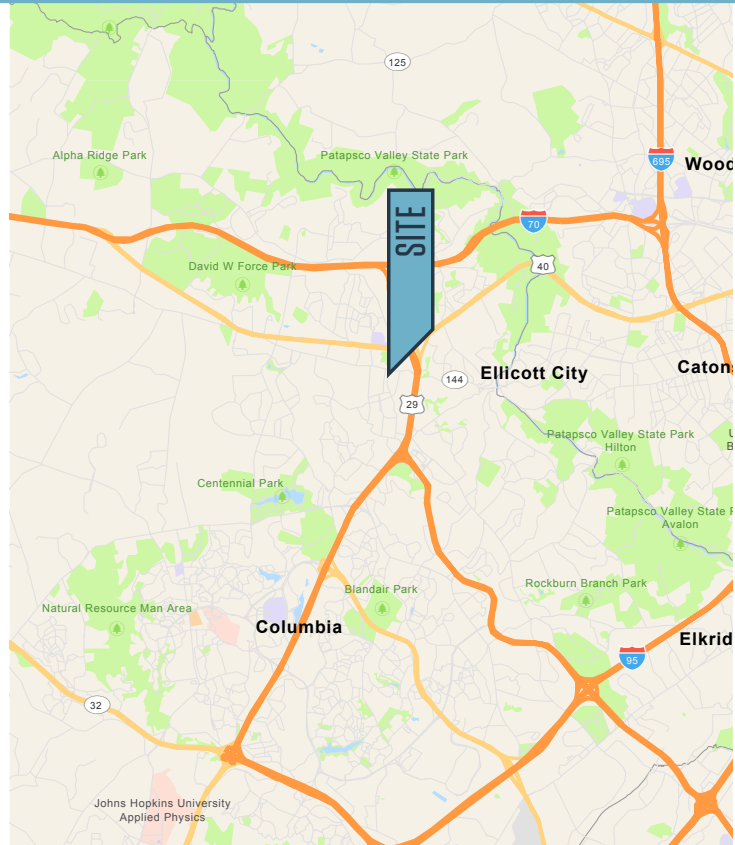 125
Alpha Ridge Park
Patapsco Valley State Park
695
Wood
SITE
70
David W Force Park
40
Ellicott City
144
Caton
29
Patapsco Valley State Park
Hilton
U
B
Centennial Park
Patapsco Valley State P
Avalon
Rockburn Branch Park
Blandair Park
Natural Resource Man Area
Columbia
Elkrid
95
32
Johns Hopkins University
Applied Physics